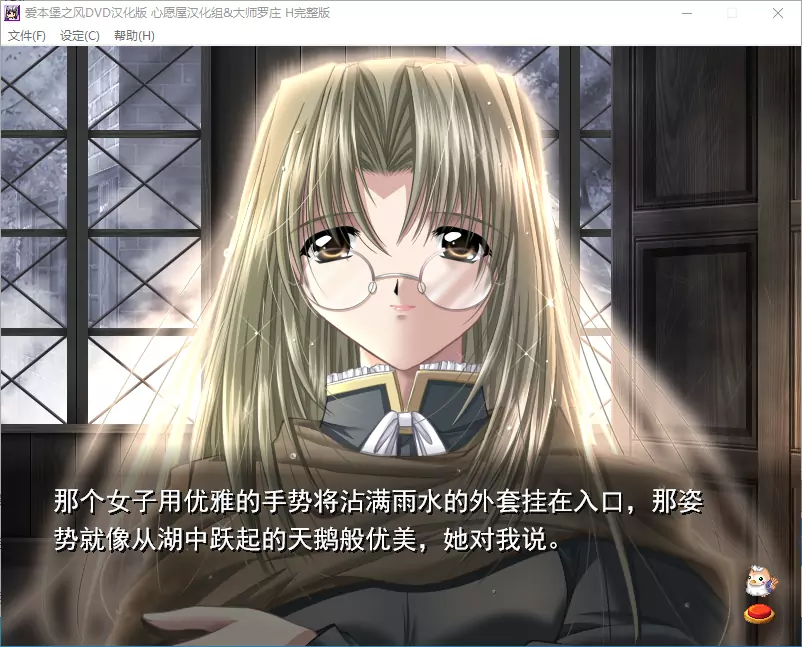 爱本堡之风DVD汉化版 心愿屋汉化组&大师罗庄 H完整版
文件(F) 设定(C) 帮助(H)
那个女子用优雅的手势将沾满雨水的外套挂在入口，那姿
势就像从湖中跃起的天鹅般优美，她对我说。